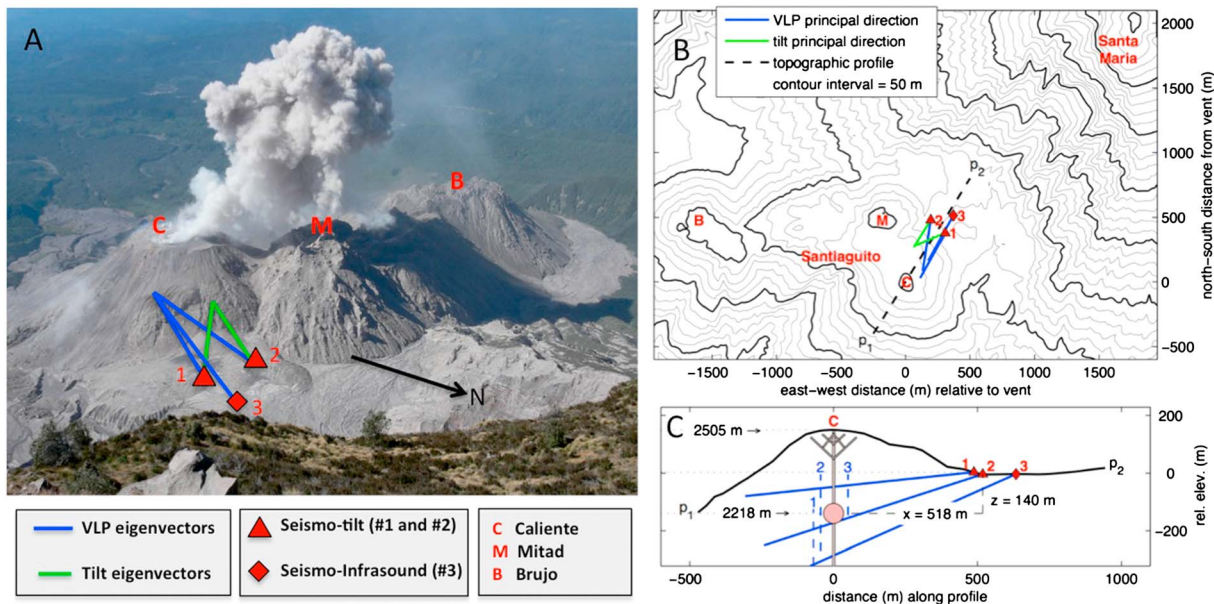 A
C
M
B
1
2
3
N
VLP eigenvectors
Tilt eigenvectors
Seismo-tilt (#1 and #2)
Seismo-Infrasound (#3)
C Caliente
M Mitad
B Brujo
B
VLP principal direction
tilt principal direction
topographic profile
contour interval = 50 m
Santa
Maria
p2
B
M
2
3
1
Santiaguito
C
p1
2000
1500
1000
500
0
-500
north-south distance from vent (m)
-1500 -1000 -500 0 500 1000 1500
east-west distance (m) relative to vent
C
C
2505 m
2218 m
1 2 3
2 3
1
p1
p2
x = 518 m
z = 140 m
200
0
-200
rel. elev. (m)
-500 0 500 1000
distance (m) along profile